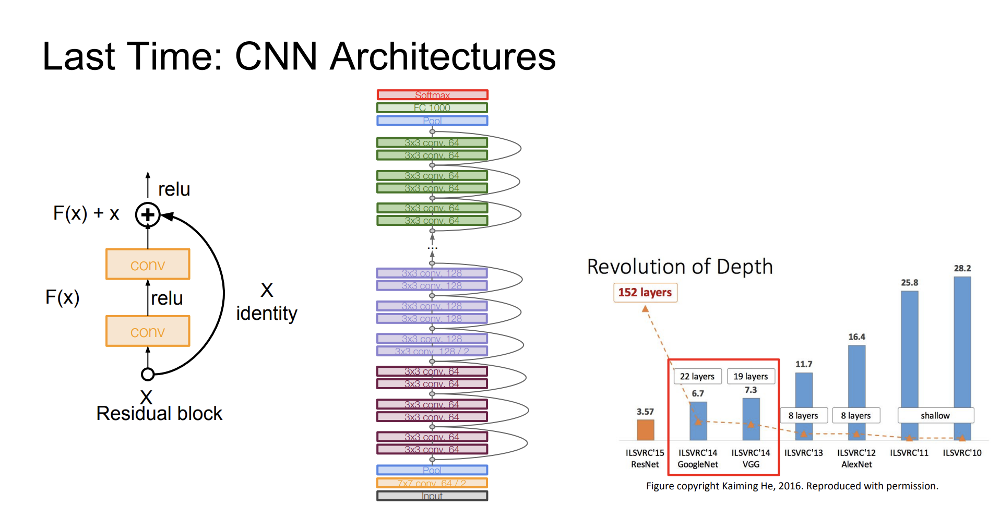 Last Time: CNN Architectures
relu
F(x) + x
conv
F(x)
relu
X
identity
conv
X
Residual block
Softmax
FC 1000
Pool
3x3 conv, 64
3x3 conv, 64
3x3 conv, 64
3x3 conv, 64
3x3 conv, 64
3x3 conv, 64
...
3x3 conv, 128
3x3 conv, 128
3x3 conv, 128
3x3 conv, 128
3x3 conv, 128
3x3 conv, 128 / 2
3x3 conv, 64
3x3 conv, 64
3x3 conv, 64
3x3 conv, 64
3x3 conv, 64
3x3 conv, 64
Pool
7x7 conv, 64 / 2
Input
Revolution of Depth
152 layers
28.2
25.8
16.4
11.7
22 layers
19 layers
6.7
7.3
3.57
8 layers
8 layers
shallow
ILSVRC'15
ResNet
ILSVRC'14
GoogleNet
ILSVRC'14
VGG
ILSVRC'13
ILSVRC'12
AlexNet
ILSVRC'11
ILSVRC'10
Figure copyright Kaiming He, 2016. Reproduced with permission.